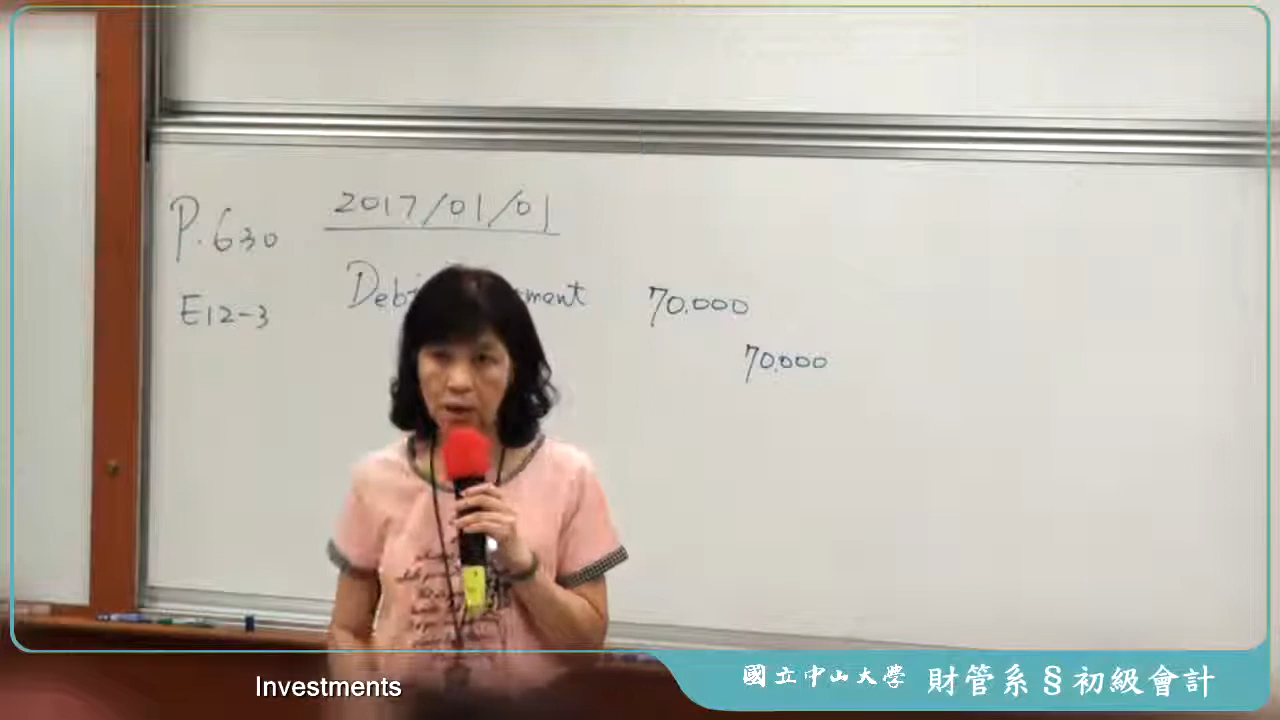 P.630
2017/01/01
E12-3
70.000
70.000
Investments
國立中山大學 財管系 § 初級會計